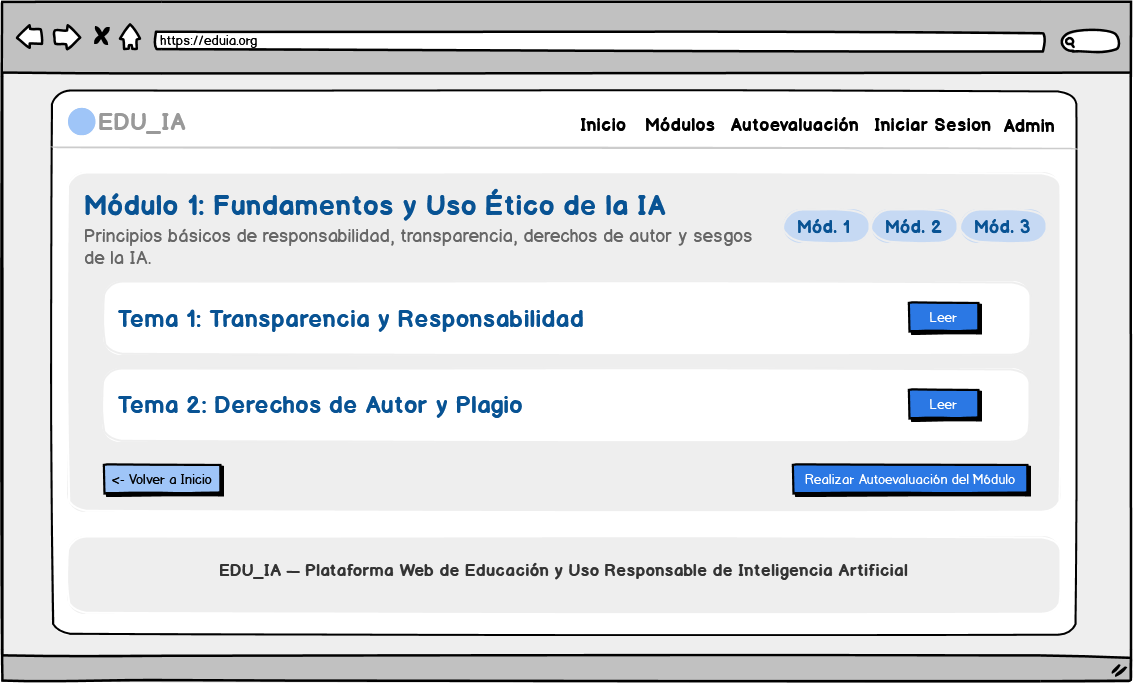 https://eduia.org
EDU_IA
Inicio Módulos Autoevaluación Iniciar Sesion Admin
Módulo 1: Fundamentos y Uso Ético de la IA
Principios básicos de responsabilidad, transparencia, derechos de autor y sesgos
de la IA.
Mód. 1 Mód. 2 Mód. 3
Tema 1: Transparencia y Responsabilidad
Leer
Tema 2: Derechos de Autor y Plagio
Leer
<- Volver a Inicio
Realizar Autoevaluación del Módulo
EDU_IA — Plataforma Web de Educación y Uso Responsable de Inteligencia Artificial